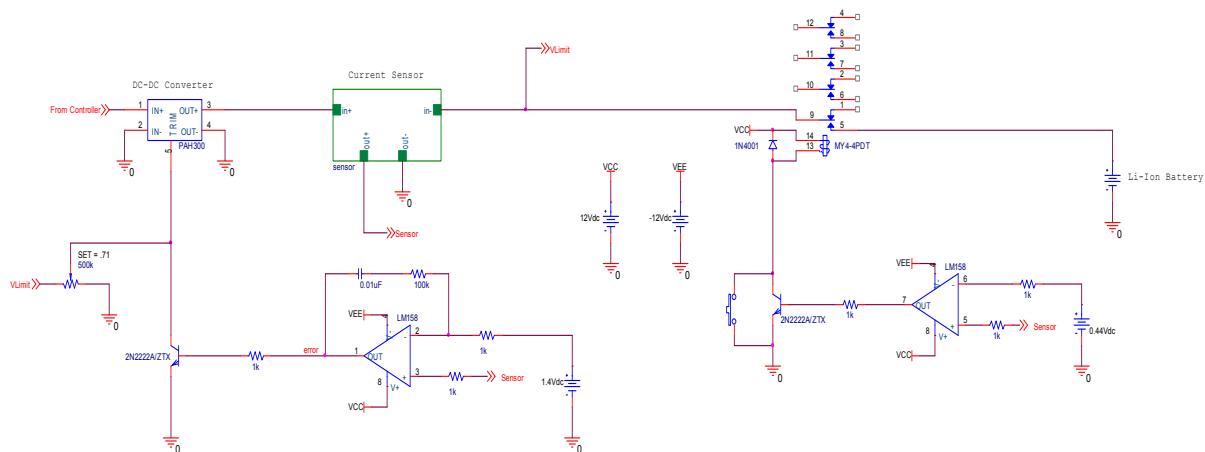 4
12
8
3
11
7
2
10
6
1
9
5
DC-DC Converter
Current Sensor
VLimit
From Controller
1
IN+
OUT+
3
2
IN-
OUT-
4
TRIM
PAH300
5
0
0
in+
in-
out+
out-
sensor
0
Sensor
VCC
14
1N4001
13
MY4-4PDT
VCC
VEE
12Vdc
-12Vdc
0
0
Li-Ion Battery
0
SET = .71
500k
VLimit
0
0.01uF
100k
VEE
LM158
4
V-
2
-
1k
error
1
OUT
3
+
8
V+
1k
Sensor
VCC
1.4Vdc
2N2222A/ZTX
1k
0
0
VEE
LM158
4
V-
6
-
1k
7
OUT
5
+
8
V+
1k
Sensor
VCC
0.44Vdc
2N2222A/ZTX
1k
0
0